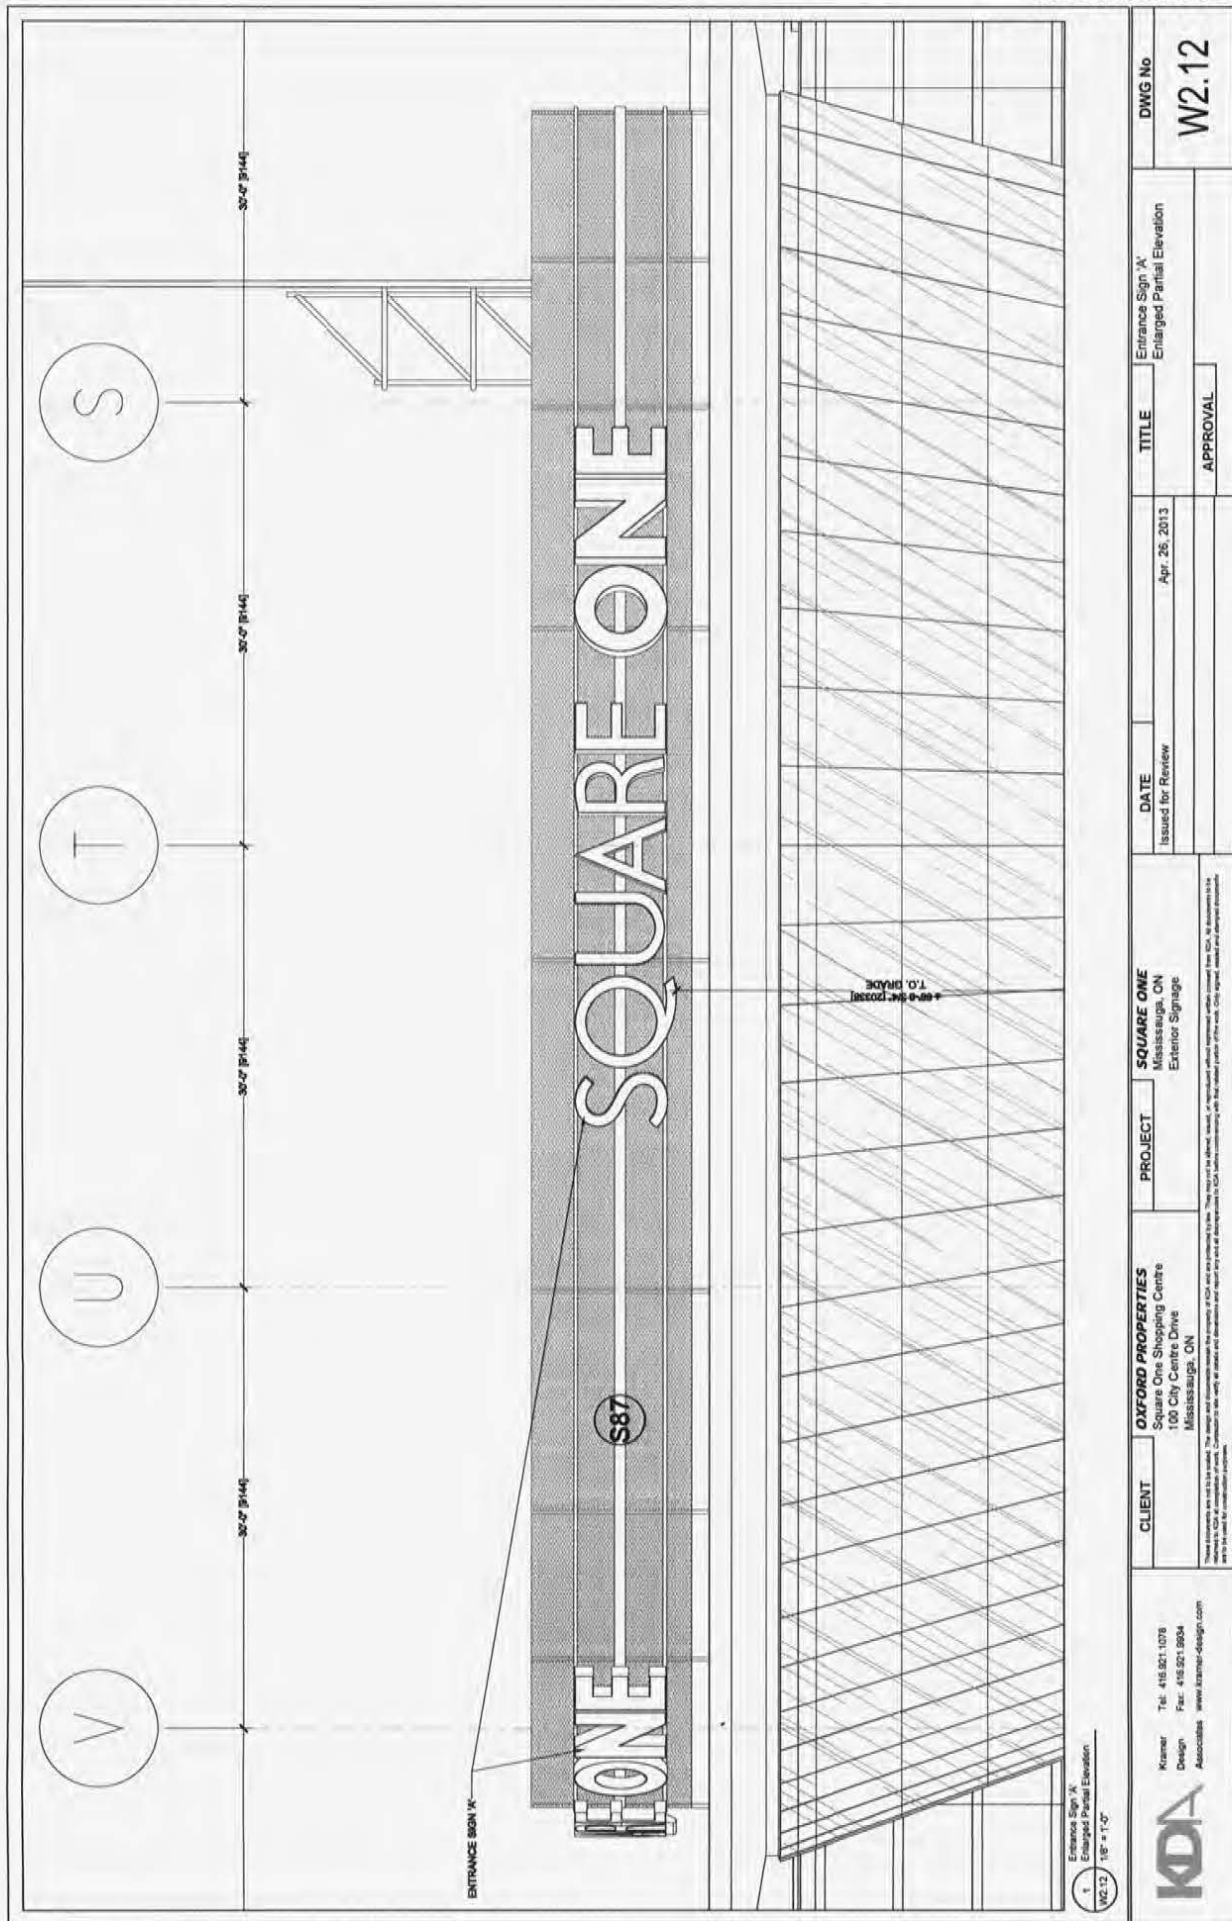 V
U
T
S
30'-0" [9144]
30'-0" [9144]
30'-0" [9144]
30'-0" [9144]
ENTRANCE SIGN 'A'
E ONE
S87
SQUARE ONE
T.O. GRADE
1
W2.12
Entrance Sign 'A'
Enlarged Partial Elevation
1/8" = 1'-0"
KDA
Kramer
Design
Associates
Tel: 416.921.1078
Fax: 416.921.9934
www.kramer-design.com
CLIENT
OXFORD PROPERTIES
Square One Shopping Centre
100 City Centre Drive
Mississauga, ON
PROJECT
SQUARE ONE
Mississauga, ON
Exterior Signage
DATE
Issued for Review Apr. 26, 2013
TITLE
Entrance Sign 'A'
Enlarged Partial Elevation
APPROVAL
DWG No
W2.12